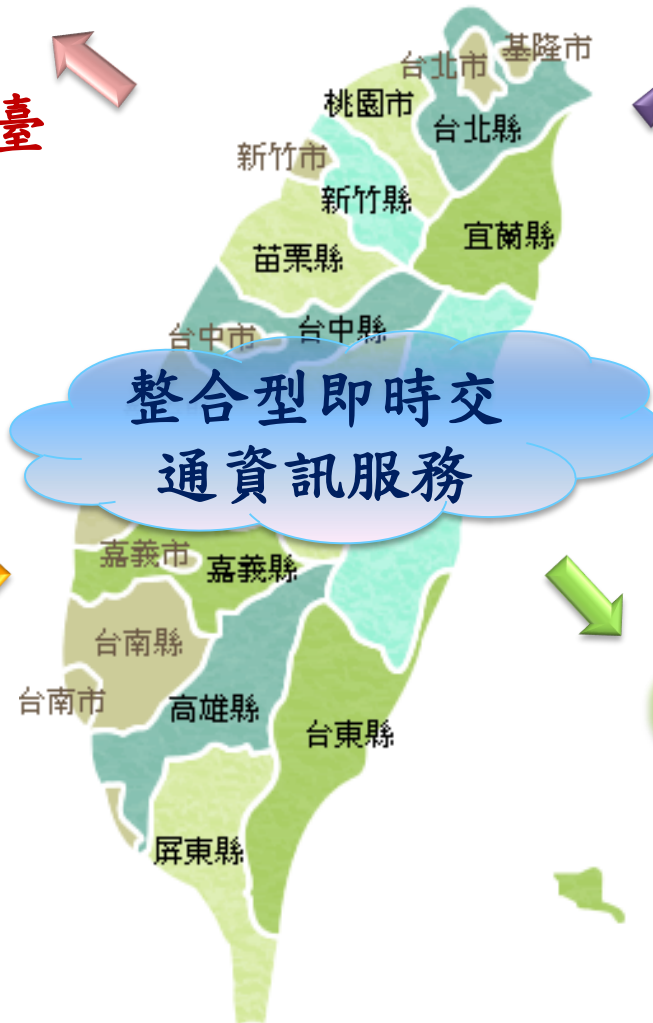 基隆市
台北市
臺
桃園市
台北縣
新竹市
新竹縣
宜蘭縣
苗栗縣
台中市
台中縣
整合型即時交
通資訊服務
嘉義市
嘉義縣
台南縣
台南市
高雄縣
台東縣
屏東縣